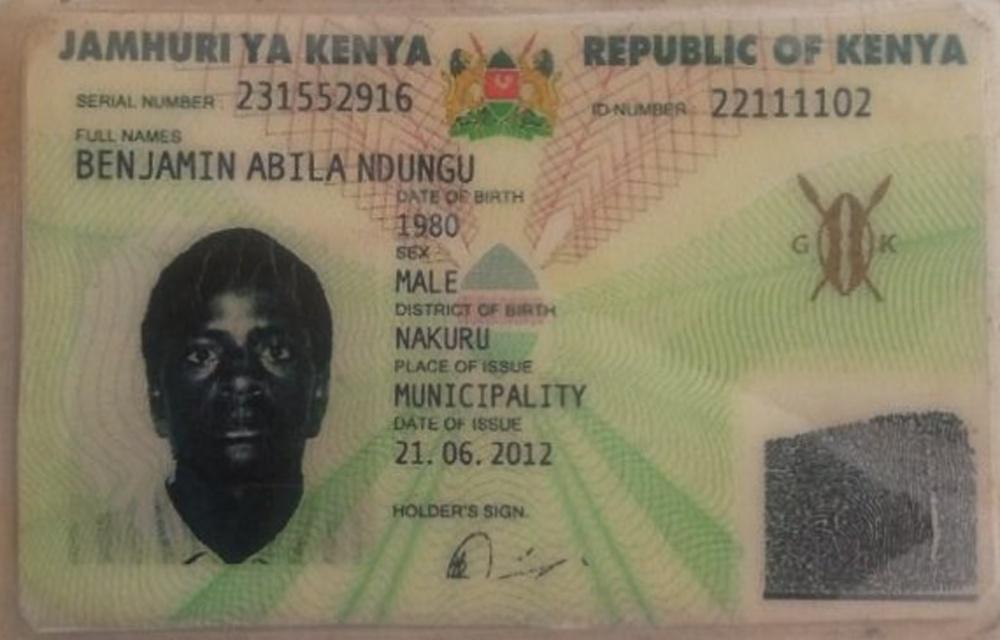 JAMHURI YA KENYA REPUBLIC OF KENYA
SERIAL NUMBER 231552916 ID-NUMBER 22111102
FULL NAMES
BENJAMIN ABILA NDUNGU
DATE OF BIRTH
1980
G K
SEX
MALE
DISTRICT OF BIRTH
NAKURU
PLACE OF ISSUE
MUNICIPALITY
DATE OF ISSUE
21.06.2012
HOLDER'S SIGN.